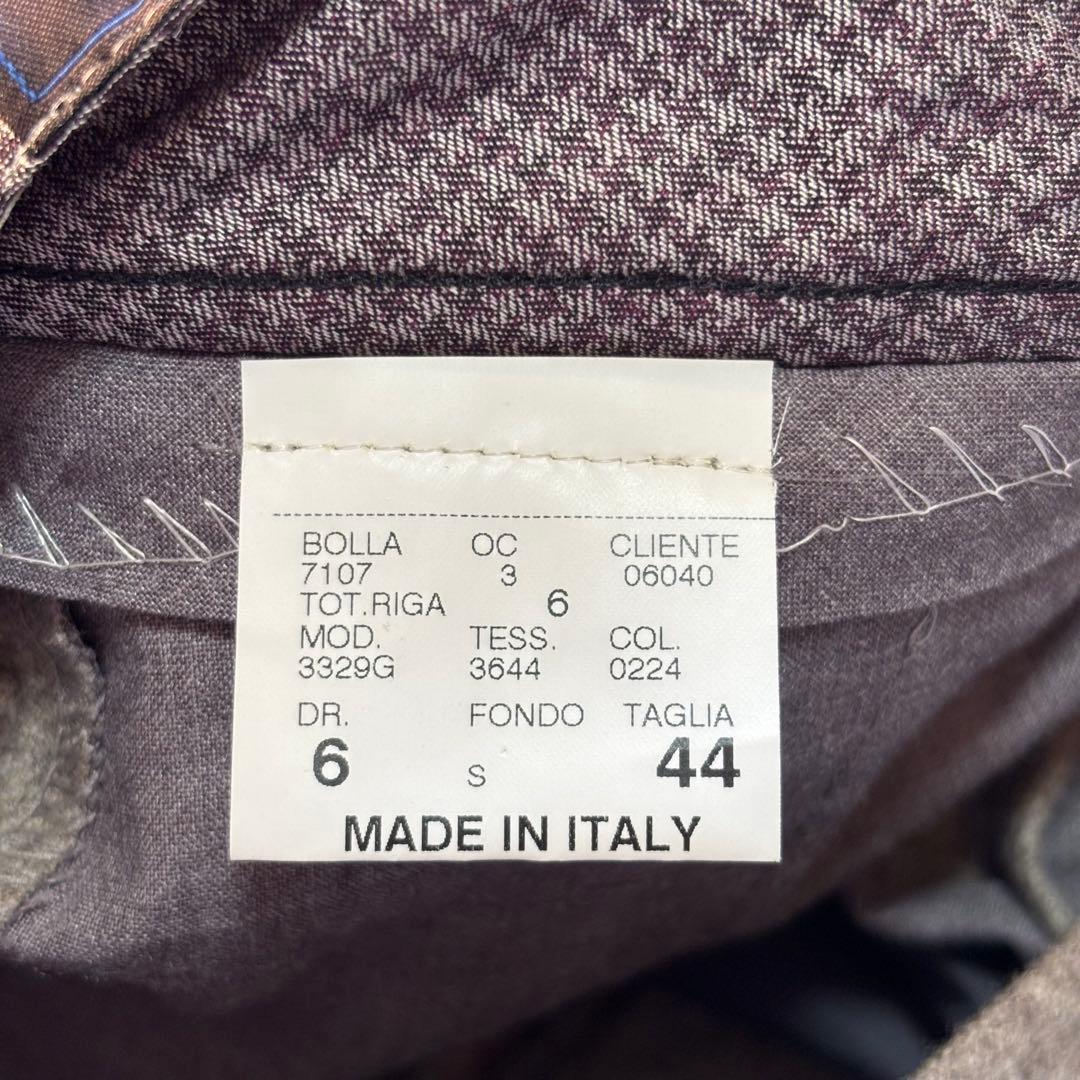 BOLLA OC CLIENTE
7107 3 06040
TOT.RIGA 6
MOD. TESS. COL.
3329G 3644 0224
DR. FONDO TAGLIA
6 S 44
MADE IN ITALY